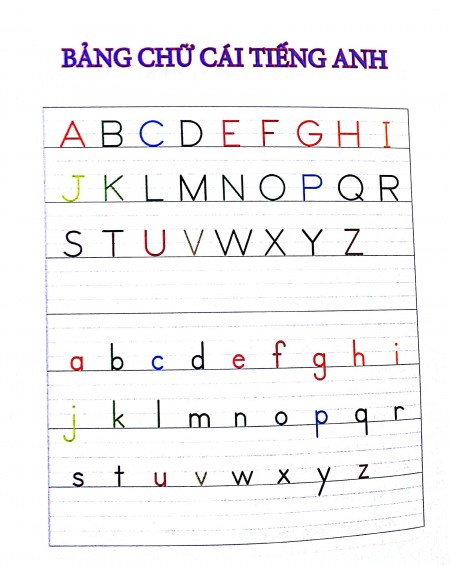 BẢNG CHỮ CÁI TIẾNG ANH
A B C D E F G H I
J K L M N O P Q R
S T U V W X Y Z
a b c d e f g h i
j k l m n o p q r
s t u v w x y z